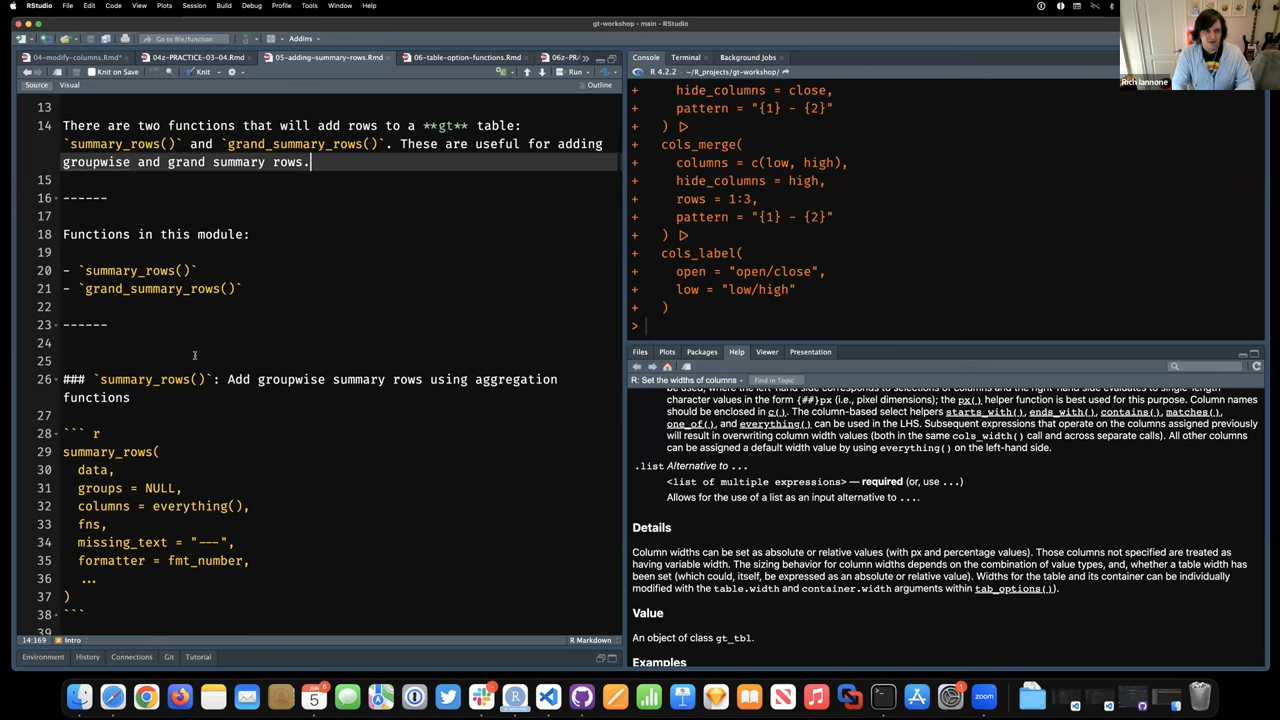 RStudio File Edit Code View Plots Session Build Debug Profile Tools Window Help
gt-workshop - main - RStudio
Go to file/function Addins
04-modify-columns.Rmd* 04z-PRACTICE-03-04.Rmd 05-adding-summary-rows.Rmd 06-table-option-functions.Rmd 06z-PR
Knit on Save Knit Run
Source Visual Outline
13
14 There are two functions that will add rows to a **gt** table:
`summary_rows()` and `grand_summary_rows()`. These are useful for adding
groupwise and grand summary rows.
15
16 ------
17
18 Functions in this module:
19
20 - `summary_rows()`
21 - `grand_summary_rows()`
22
23 ------
24
25
26 ### `summary_rows()`: Add groupwise summary rows using aggregation
functions
27
28 ``` r
29 summary_rows(
30 data,
31 groups = NULL,
32 columns = everything(),
33 fns,
34 missing_text = "---",
35 formatter = fmt_number,
36 ...
37 )
38 ```
39
14:169 Intro R Markdown
Environment History Connections Git Tutorial
Console Terminal Background Jobs
R 4.2.2 · ~/R_projects/gt-workshop/
+ hide_columns = close,
+ pattern = "{1} - {2}"
+ ) |>
+ cols_merge(
+ columns = c(low, high),
+ hide_columns = high,
+ rows = 1:3,
+ pattern = "{1} - {2}"
+ ) |>
+ cols_label(
+ open = "open/close",
+ low = "low/high"
+ )
>
Files Plots Packages Help Viewer Presentation
R: Set the widths of columns Find in Topic
character values in the form {##}px (i.e., pixel dimensions); the px() helper function is best used for this purpose. Column names
should be enclosed in c(). The column-based select helpers starts_with(), ends_with(), contains(), matches(),
one_of(), and everything() can be used in the LHS. Subsequent expressions that operate on the columns assigned previously
will result in overwriting column width values (both in the same cols_width() call and across separate calls). All other columns
can be assigned a default width value by using everything() on the left-hand side.
.list Alternative to ...
<list of multiple expressions> — required (or, use ...)
Allows for the use of a list as an input alternative to ....
Details
Column widths can be set as absolute or relative values (with px and percentage values). Those columns not specified are treated as
having variable width. The sizing behavior for column widths depends on the combination of value types, and, whether a table width has
been set (which could, itself, be expressed as an absolute or relative value). Widths for the table and its container can be individually
modified with the table.width and container.width arguments within tab_options().
Value
An object of class gt_tbl.
Examples
Rich Iannone
JUN
5
zoom